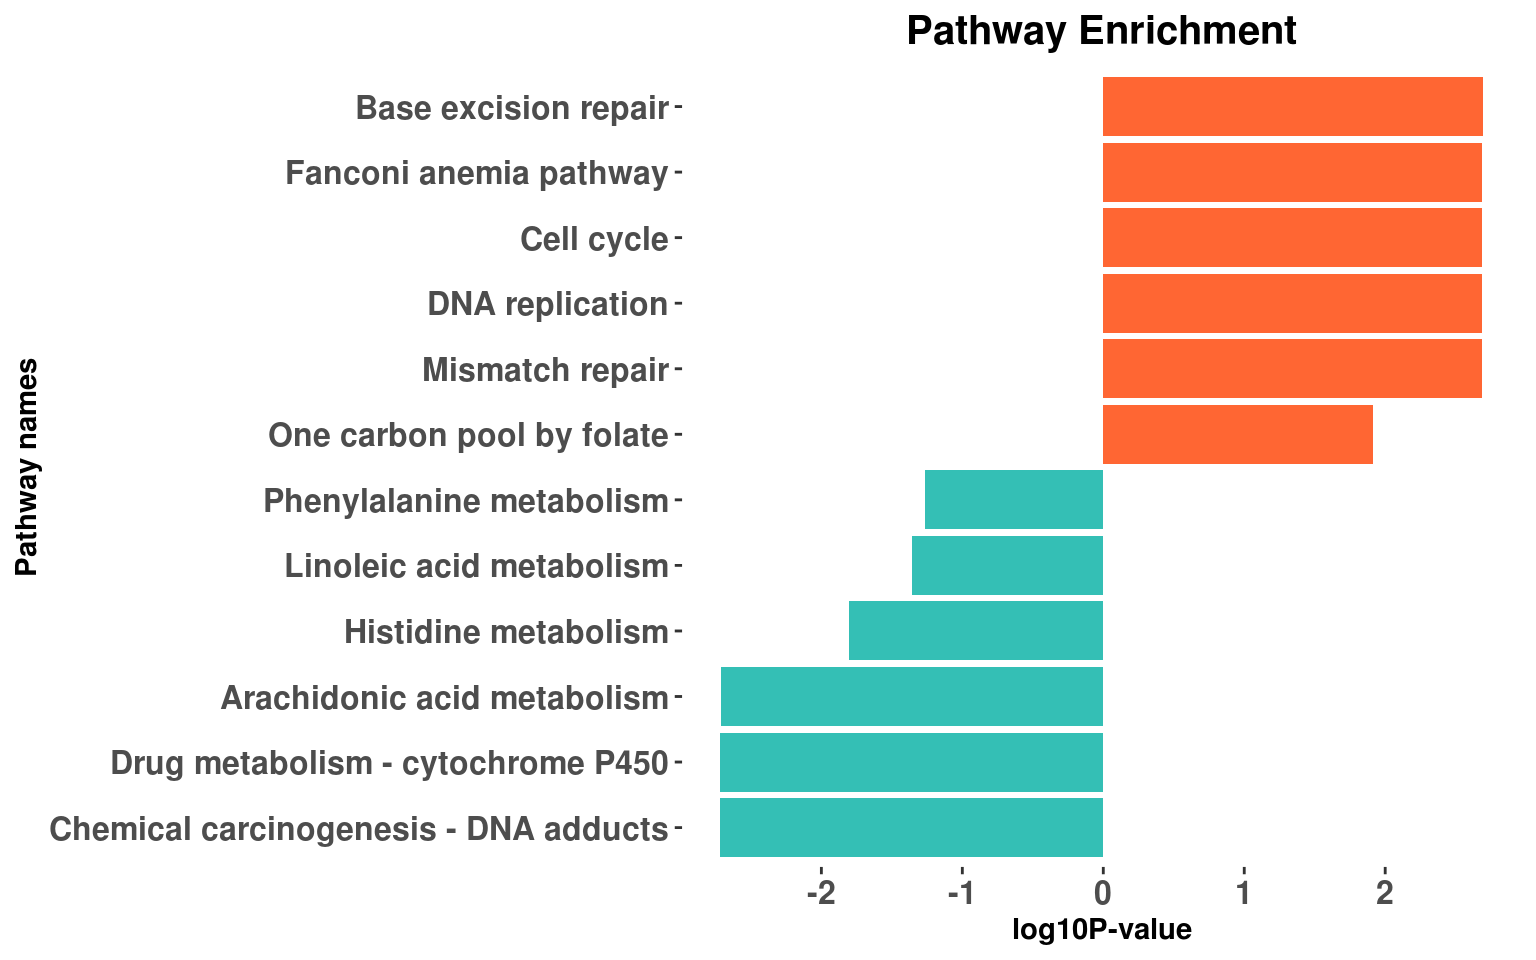 Pathway Enrichment
Base excision repair
Fanconi anemia pathway
Cell cycle
DNA replication
Mismatch repair
One carbon pool by folate
Phenylalanine metabolism
Linoleic acid metabolism
Histidine metabolism
Arachidonic acid metabolism
Drug metabolism - cytochrome P450
Chemical carcinogenesis - DNA adducts
Pathway names
-2 -1 0 1 2
log10P-value